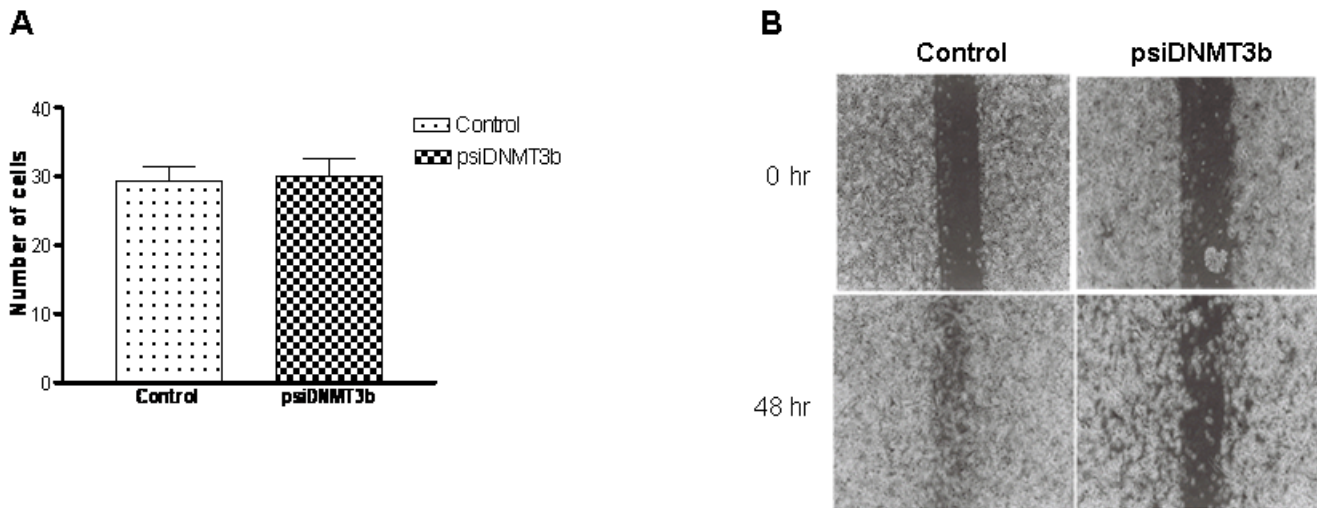 A
Number of cells
40
30
20
10
0
Control
psiDNMT3b
Control
psiDNMT3b
B
Control
psiDNMT3b
0 hr
48 hr